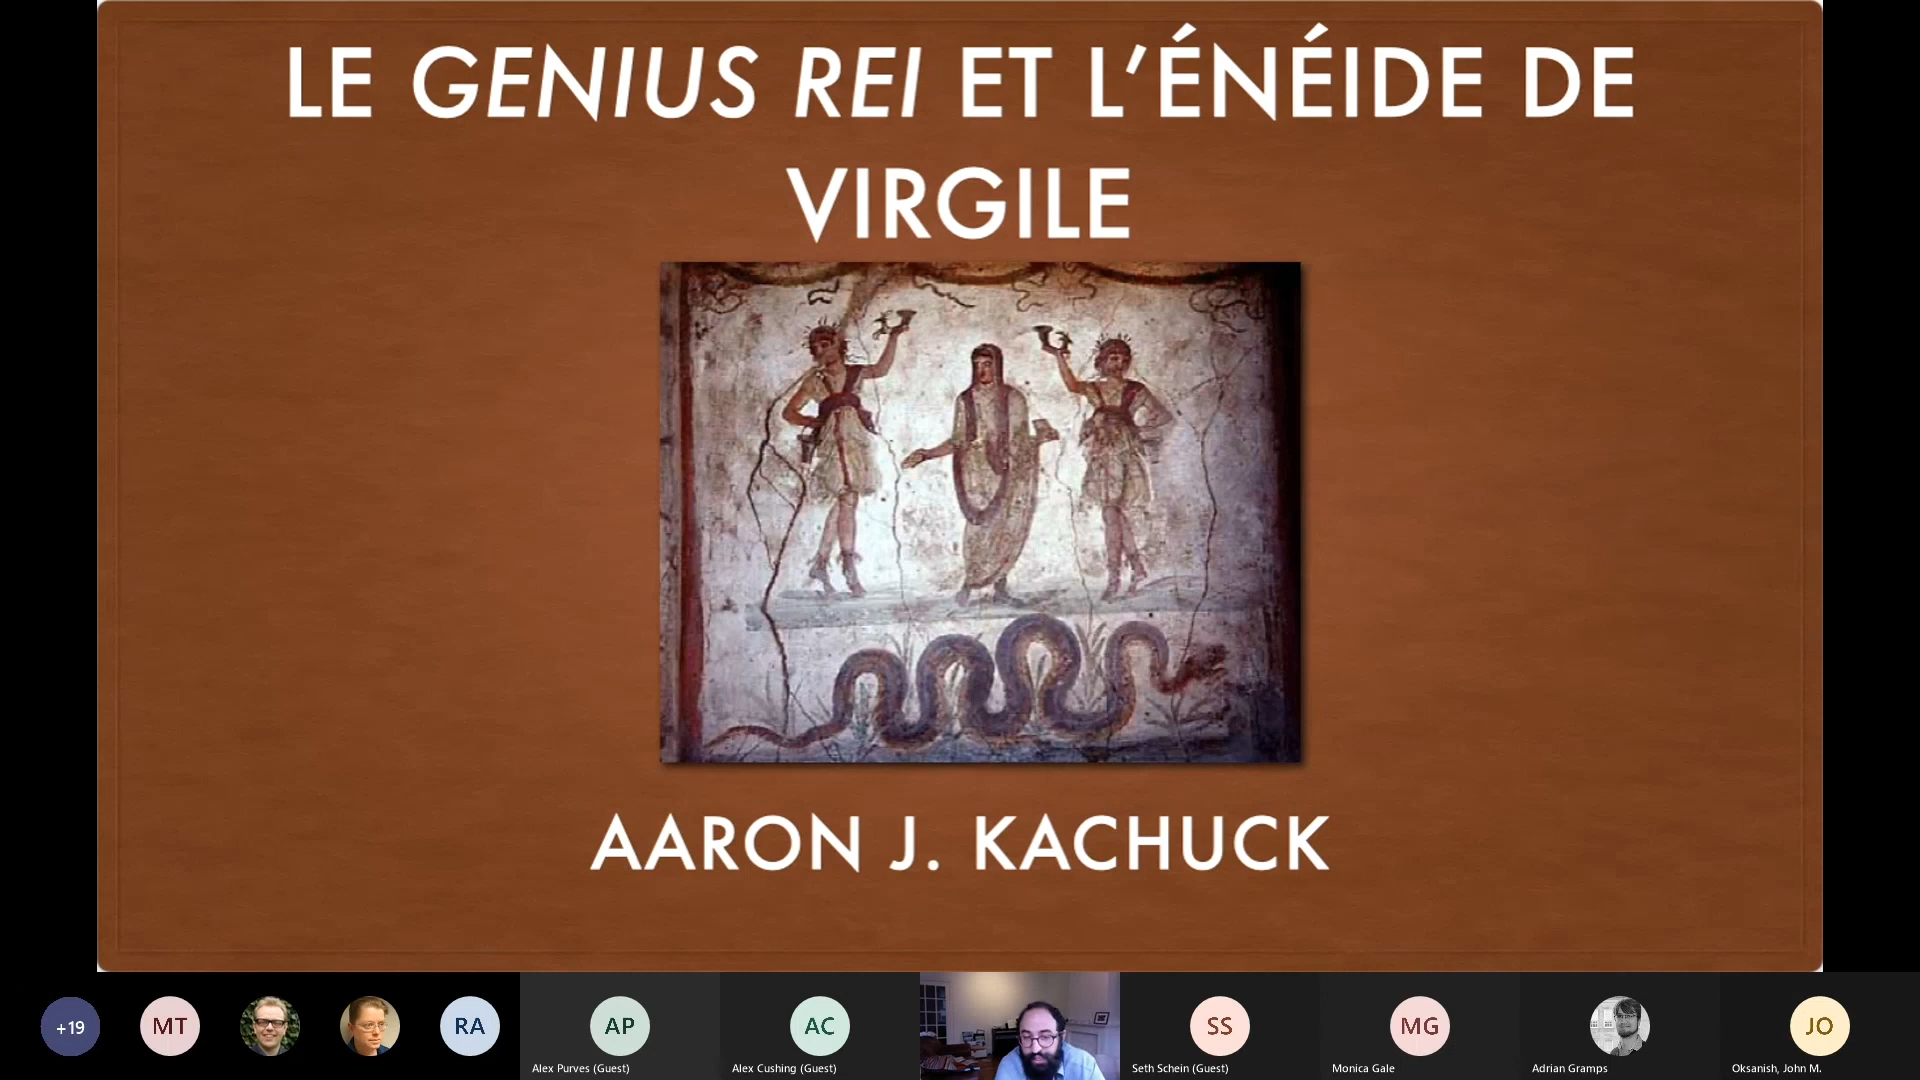 LE GENIUS REI ET L’ÉNÉIDE DE
VIRGILE
AARON J. KACHUCK
+19
MT
RA
AP
AC
SS
MG
JO
Alex Purves (Guest)
Alex Cushing (Guest)
Seth Schein (Guest)
Monica Gale
Adrian Gramps
Oksanish, John M.